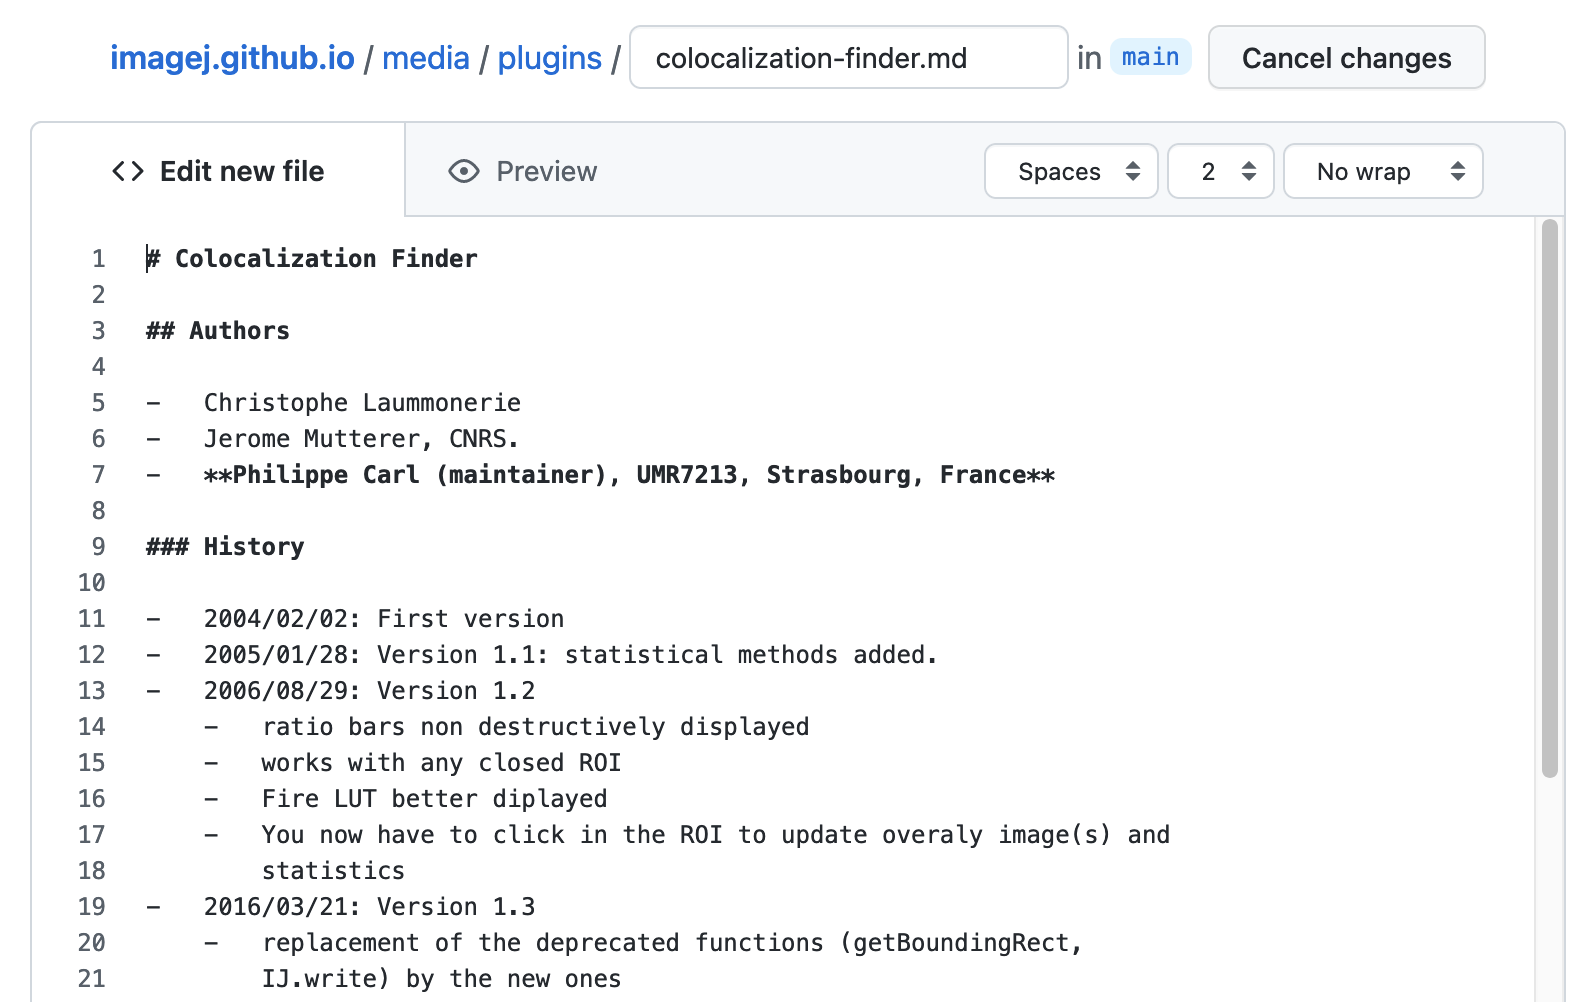 imagej.github.io / media / plugins / colocalization-finder.md in main Cancel changes
Edit new file Preview Spaces 2 No wrap
1 # Colocalization Finder
2
3 ## Authors
4
5 -   Christophe Laummonerie
6 -   Jerome Mutterer, CNRS.
7 -   **Philippe Carl (maintainer), UMR7213, Strasbourg, France**
8
9 ### History
10
11 -   2004/02/02: First version
12 -   2005/01/28: Version 1.1: statistical methods added.
13 -   2006/08/29: Version 1.2
14     -   ratio bars non destructively displayed
15     -   works with any closed ROI
16     -   Fire LUT better diplayed
17     -   You now have to click in the ROI to update overaly image(s) and
18         statistics
19 -   2016/03/21: Version 1.3
20     -   replacement of the deprecated functions (getBoundingRect,
21         IJ.write) by the new ones